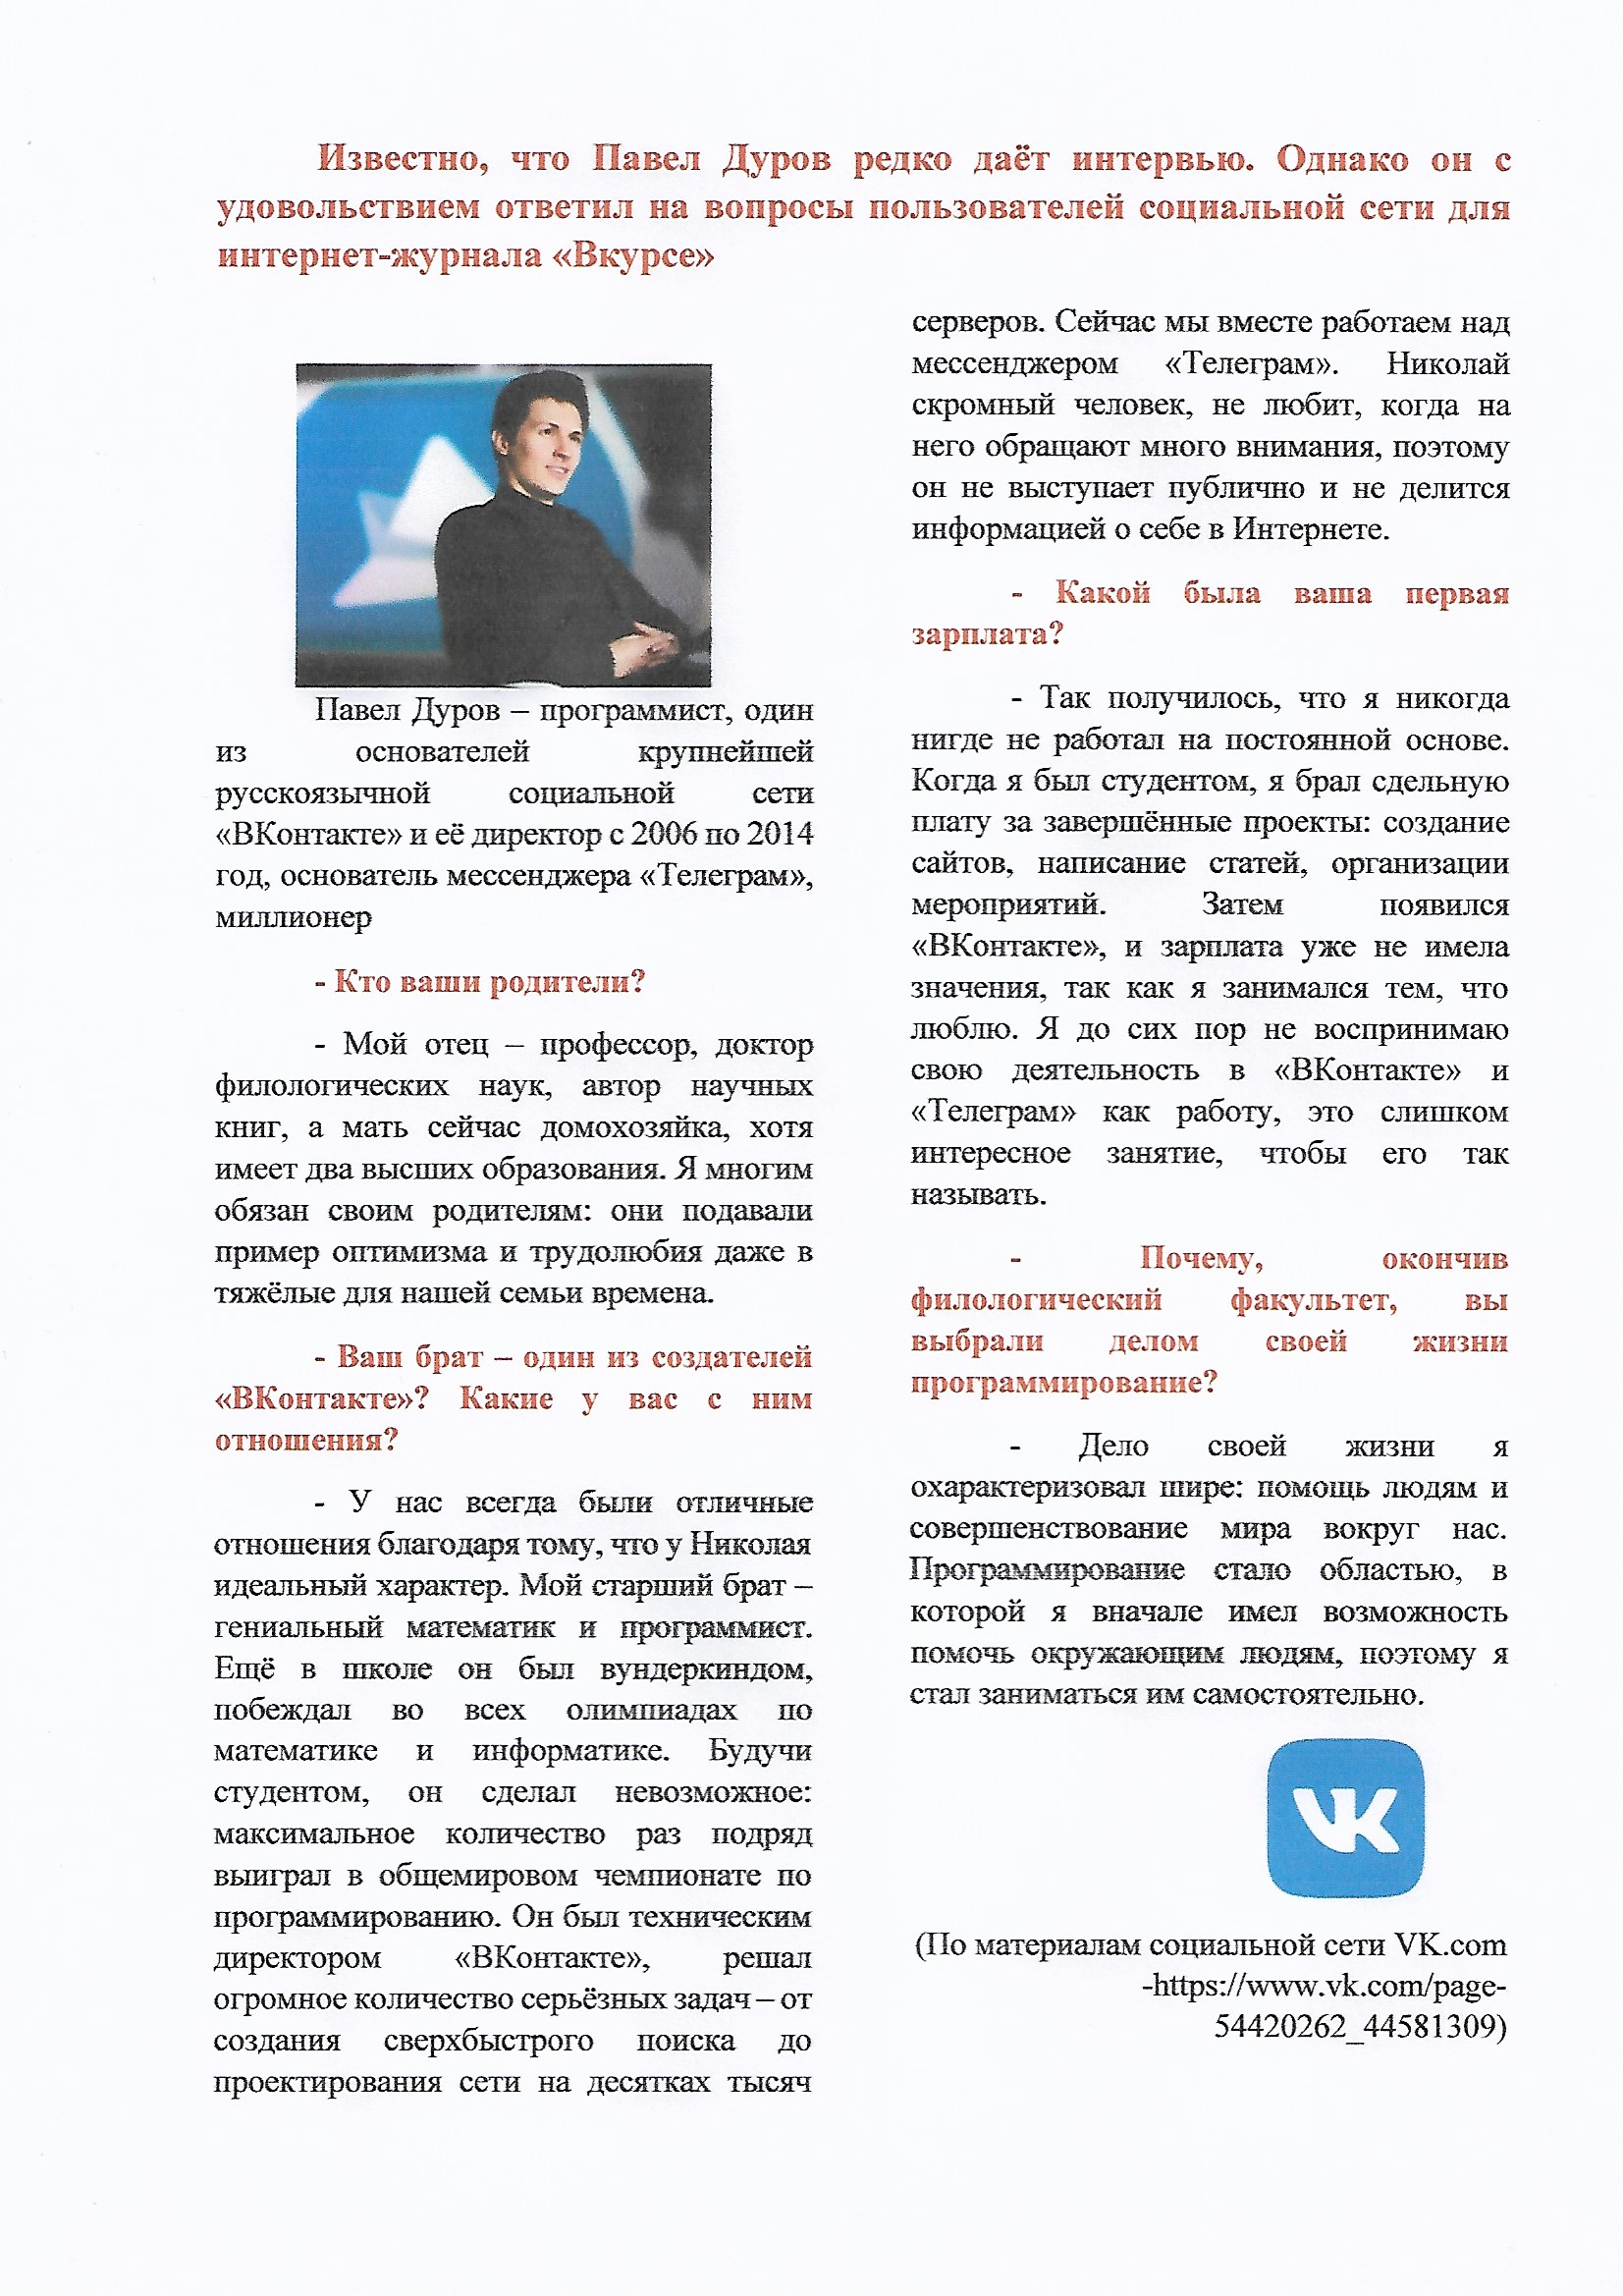 Известно, что Павел Дуров редко даёт интервью. Однако он с
удовольствием ответил на вопросы пользователей социальной сети для
интернет-журнала «Вкурсе»
Павел Дуров – программист, один
из основателей крупнейшей
русскоязычной социальной сети
«ВКонтакте» и её директор с 2006 по 2014
год, основатель мессенджера «Телеграм»,
миллионер
- Кто ваши родители?
- Мой отец – профессор, доктор
филологических наук, автор научных
книг, а мать сейчас домохозяйка, хотя
имеет два высших образования. Я многим
обязан своим родителям: они подавали
пример оптимизма и трудолюбия даже в
тяжёлые для нашей семьи времена.
- Ваш брат – один из создателей
«ВКонтакте»? Какие у вас с ним
отношения?
- У нас всегда были отличные
отношения благодаря тому, что у Николая
идеальный характер. Мой старший брат –
гениальный математик и программист.
Ещё в школе он был вундеркиндом,
побеждал во всех олимпиадах по
математике и информатике. Будучи
студентом, он сделал невозможное:
максимальное количество раз подряд
выиграл в общемировом чемпионате по
программированию. Он был техническим
директором «ВКонтакте», решал
огромное количество серьёзных задач – от
создания сверхбыстрого поиска до
проектирования сети на десятках тысяч
серверов. Сейчас мы вместе работаем над
мессенджером «Телеграм». Николай
скромный человек, не любит, когда на
него обращают много внимания, поэтому
он не выступает публично и не делится
информацией о себе в Интернете.
- Какой была ваша первая
зарплата?
- Так получилось, что я никогда
нигде не работал на постоянной основе.
Когда я был студентом, я брал сдельную
плату за завершённые проекты: создание
сайтов, написание статей, организации
мероприятий. Затем появился
«ВКонтакте», и зарплата уже не имела
значения, так как я занимался тем, что
люблю. Я до сих пор не воспринимаю
свою деятельность в «ВКонтакте» и
«Телеграм» как работу, это слишком
интересное занятие, чтобы его так
называть.
- Почему, окончив
филологический факультет, вы
выбрали делом своей жизни
программирование?
- Дело своей жизни я
охарактеризовал шире: помощь людям и
совершенствование мира вокруг нас.
Программирование стало областью, в
которой я вначале имел возможность
помочь окружающим людям, поэтому я
стал заниматься им самостоятельно.
VK
(По материалам социальной сети VK.com
-https://www.vk.com/page-
54420262_44581309)